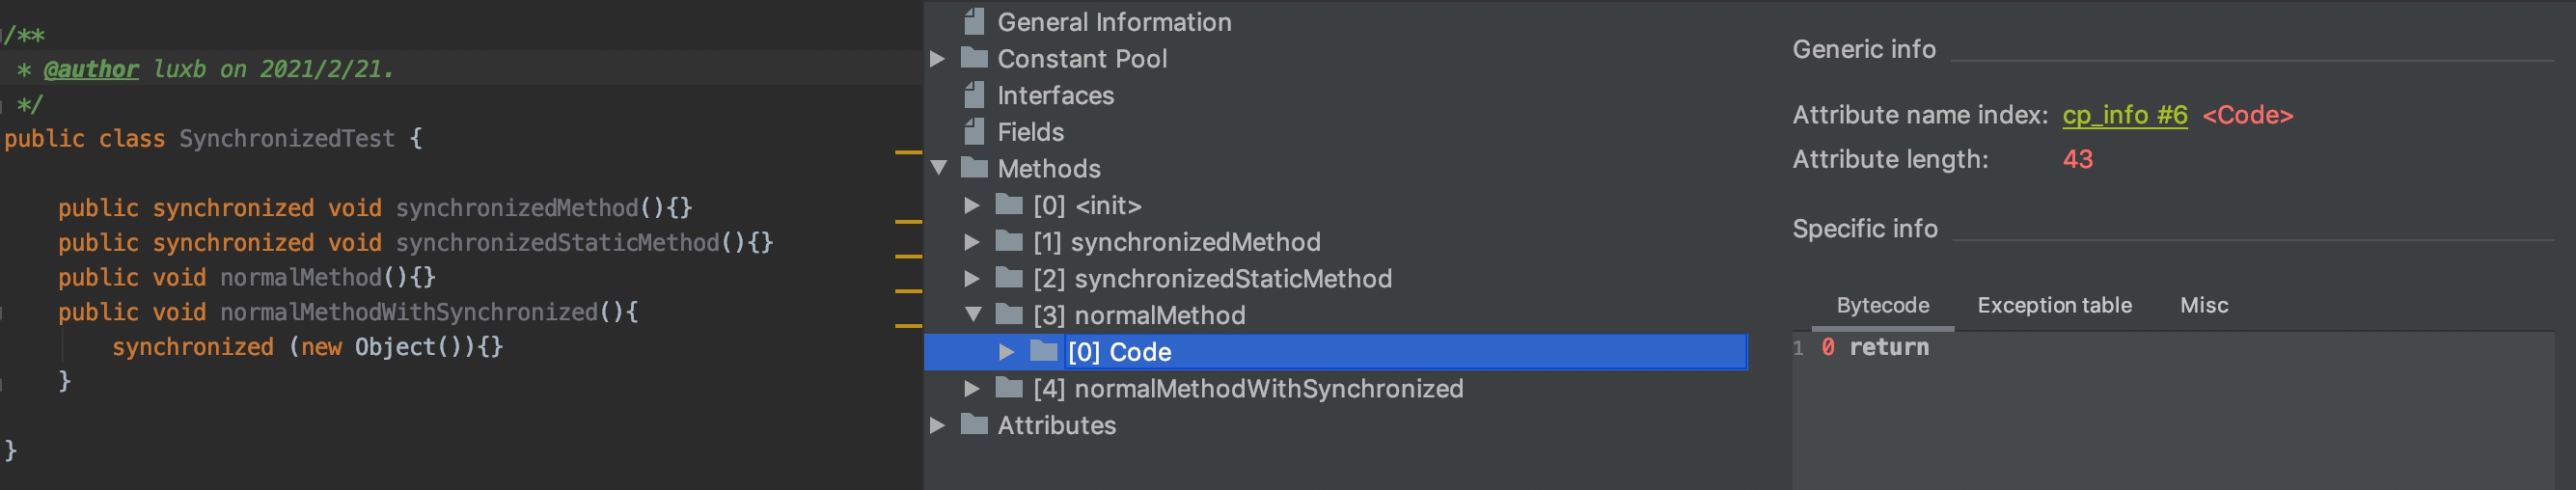 /**
 * @author luxb on 2021/2/21.
 */
public class SynchronizedTest {
    public synchronized void synchronizedMethod(){}
    public synchronized void synchronizedStaticMethod(){}
    public void normalMethod(){}
    public void normalMethodWithSynchronized(){
        synchronized (new Object()){}
    }
}
General Information
Constant Pool
Interfaces
Fields
Methods
[0] <init>
[1] synchronizedMethod
[2] synchronizedStaticMethod
[3] normalMethod
[0] Code
[4] normalMethodWithSynchronized
Attributes
Generic info
Attribute name index: cp_info #6 <Code>
Attribute length: 43
Specific info
Bytecode Exception table Misc
1 0 return